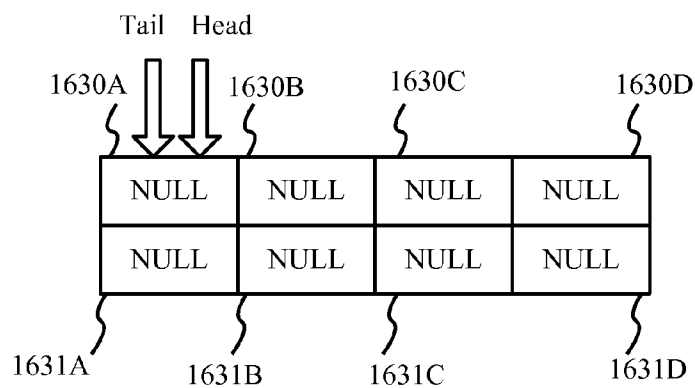 Tail Head
1630A 1630B 1630C 1630D
NULL NULL NULL NULL
NULL NULL NULL NULL
1631A 1631B 1631C 1631D